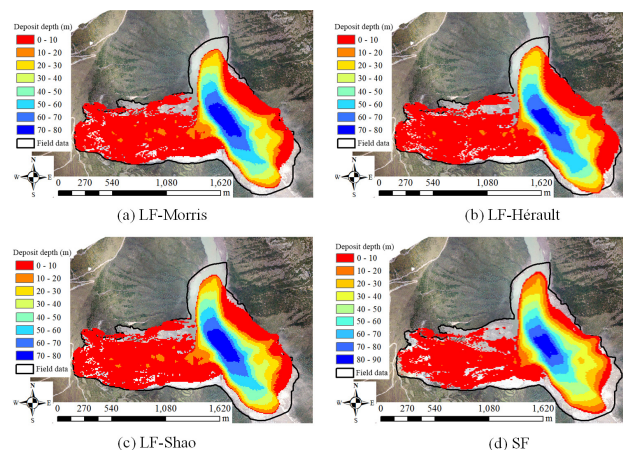 Deposit depth (m)
0 - 10
10 - 20
20 - 30
30 - 40
40 - 50
50 - 60
60 - 70
70 - 80
Field data
N
W E
S
0 270 540 1,080 1,620
m
(a) LF-Morris
Deposit depth (m)
0 - 10
10 - 20
20 - 30
30 - 40
40 - 50
50 - 60
60 - 70
70 - 80
Field data
N
W E
S
0 270 540 1,080 1,620
m
(b) LF-Hérault
Deposit depth (m)
0 - 10
10 - 20
20 - 30
30 - 40
40 - 50
50 - 60
60 - 70
70 - 80
Field data
N
W E
S
0 270 540 1,080 1,620
m
(c) LF-Shao
Deposit depth (m)
0 - 10
10 - 20
20 - 30
30 - 40
40 - 50
50 - 60
60 - 70
70 - 80
80 - 90
Field data
N
W E
S
0 270 540 1,080 1,620
m
(d) SF